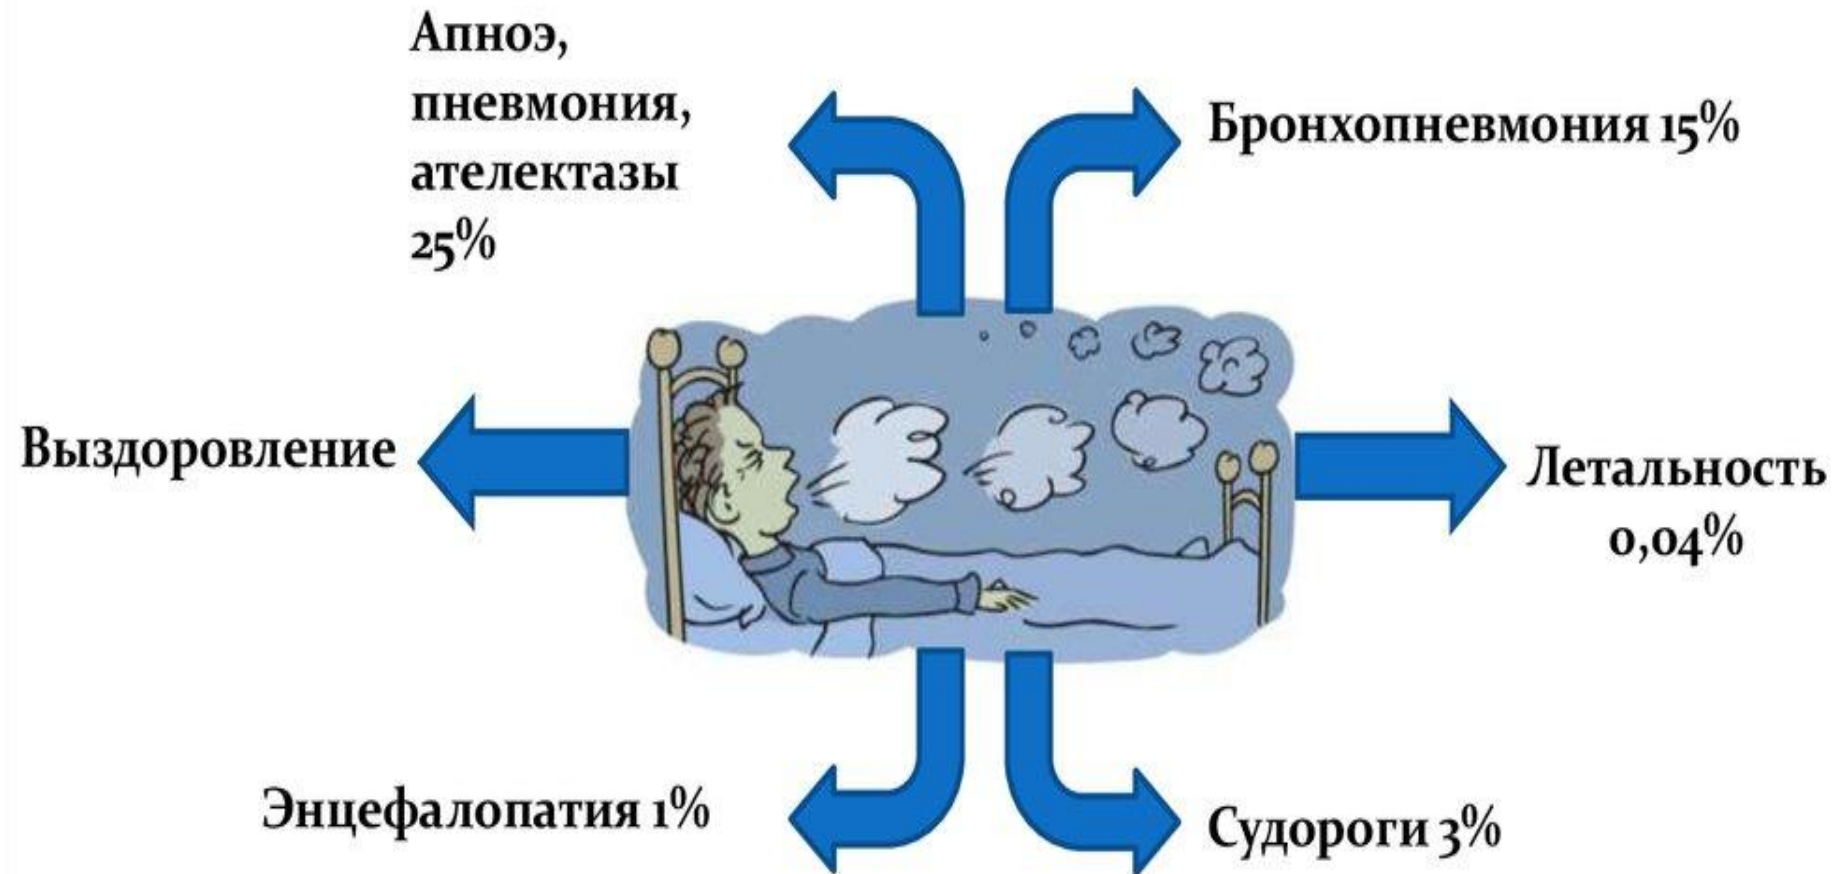 Апноэ,
пневмония,
ателектазы
25%
Бронхопневмония 15%
Выздоровление
Летальность
0,04%
Энцефалопатия 1%
Судороги 3%